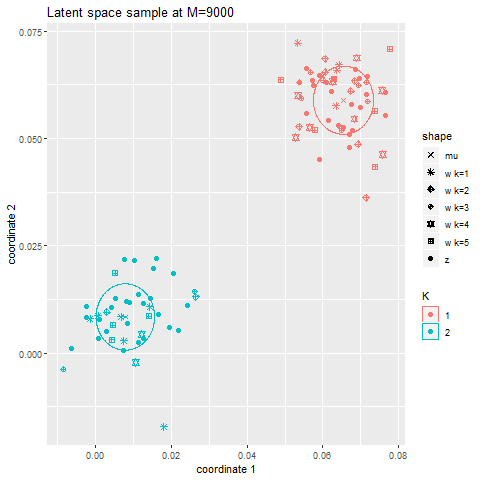 Latent space sample at M=9000
0.075
0.050
0.025
0.000
coordinate 2
0.00
0.02
0.04
0.06
0.08
coordinate 1
shape
mu
w k=1
w k=2
w k=3
w k=4
w k=5
z
K
1
2